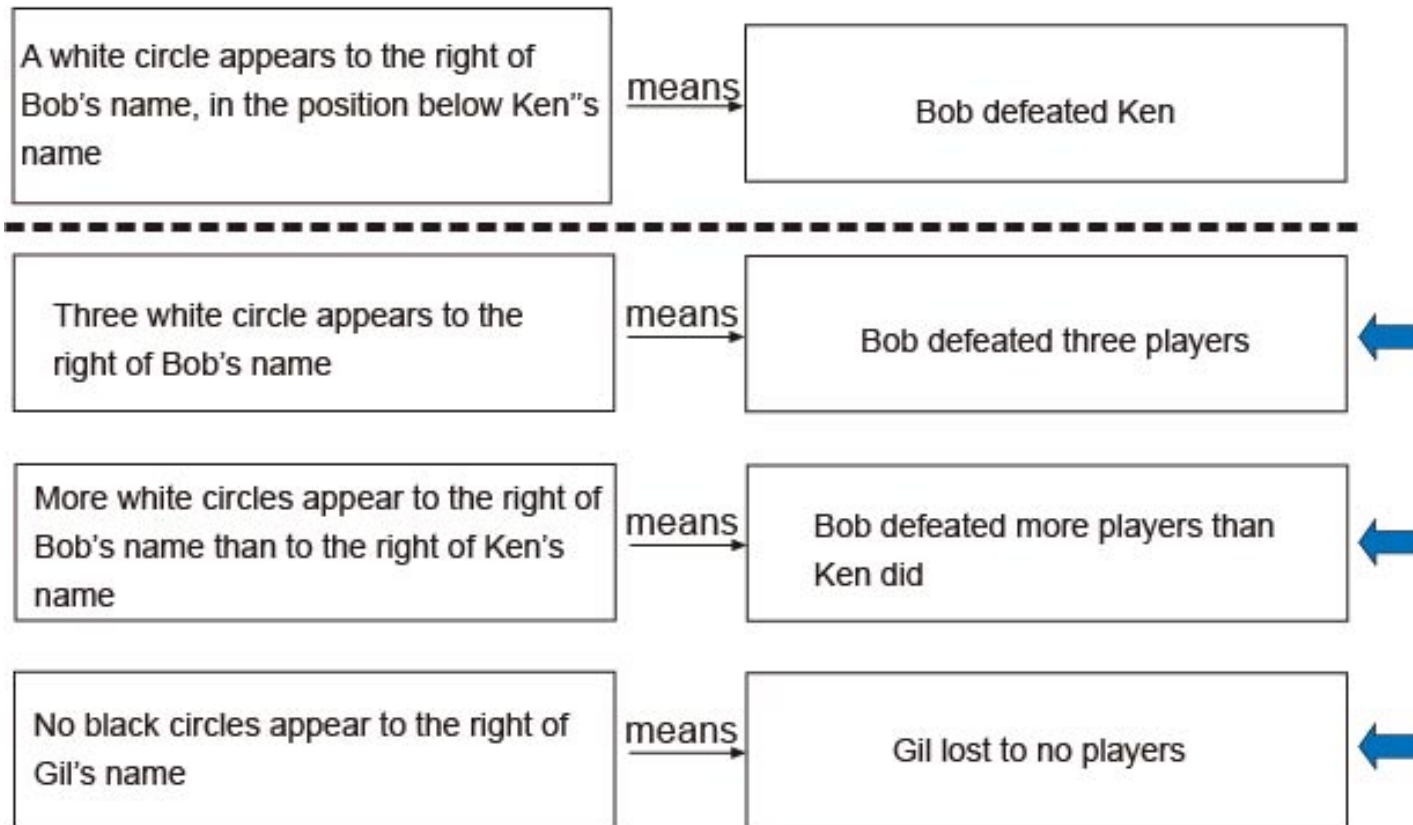 A white circle appears to the right of
Bob's name, in the position below Ken"s
name
means
Bob defeated Ken
Three white circle appears to the
right of Bob's name
means
Bob defeated three players
More white circles appear to the right of
Bob's name than to the right of Ken's
name
means
Bob defeated more players than
Ken did
No black circles appear to the right of
Gil's name
means
Gil lost to no players